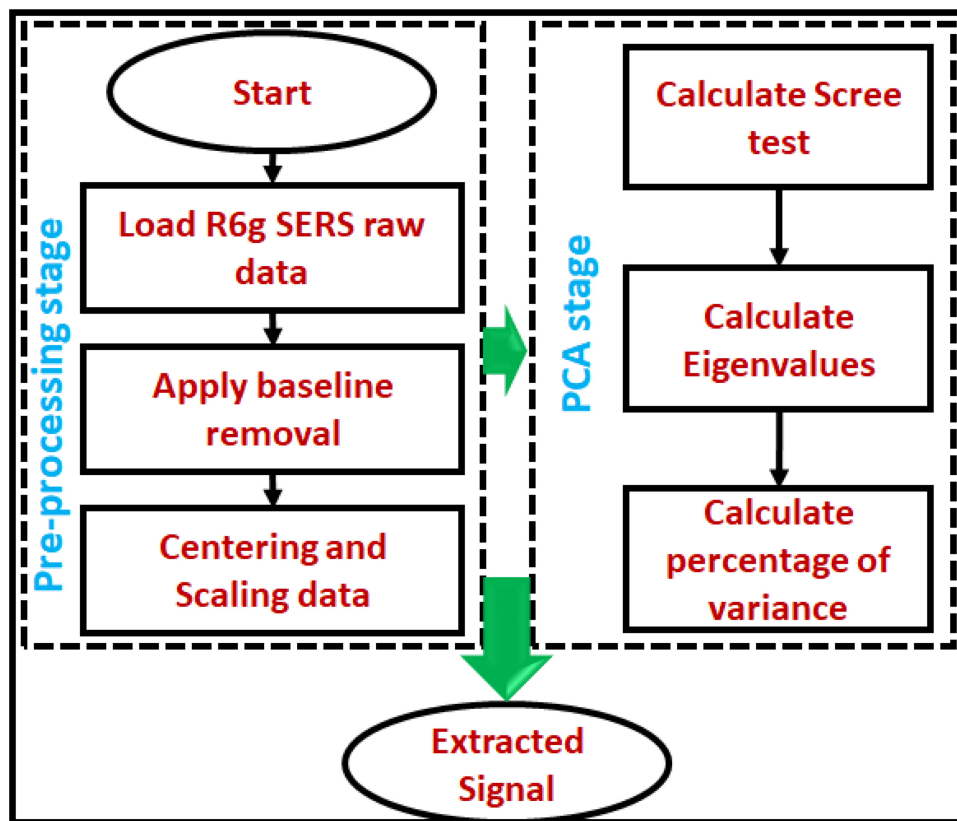 Pre-processing stage
Start
Load R6g SERS raw
data
Apply baseline
removal
Centering and
Scaling data
PCA stage
Calculate Scree
test
Calculate
Eigenvalues
Calculate
percentage of
variance
Extracted
Signal